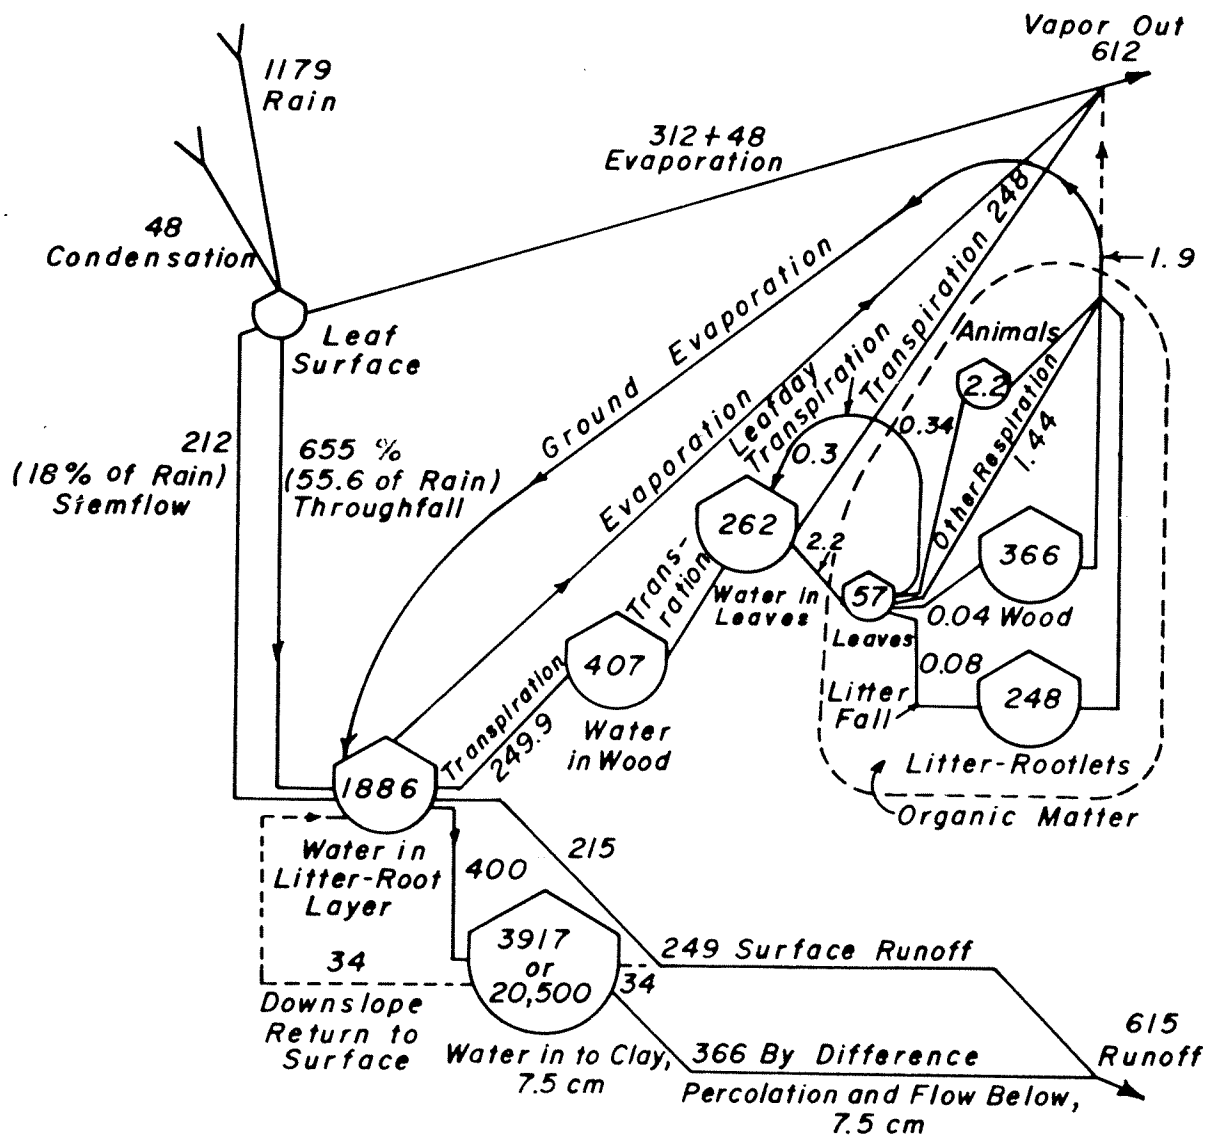 Vapor Out
612
1179
Rain
312+48
Evaporation
48
Condensation
Leaf
Surface
212
(18% of Rain)
Stemflow
655 %
(55.6 of Rain)
Throughfall
Ground Evaporation
Evaporation
Leafday
Transpiration
Transpiration 248
1.9
Animals
2.2
0.34
Other Respiration
1.44
0.3
262
Water in
Leaves
2.2
57
Leaves
366
0.04 Wood
0.08
Litter
Fall
248
Litter-Rootlets
Organic Matter
Trans-
ration
407
Water
in Wood
Transpiration
249.9
1886
Water in
Litter-Root
Layer
400
215
3917
or
20,500
34
Downslope
Return to
Surface
34
249 Surface Runoff
Water in to Clay,
7.5 cm
366 By Difference
Percolation and Flow Below,
7.5 cm
615
Runoff